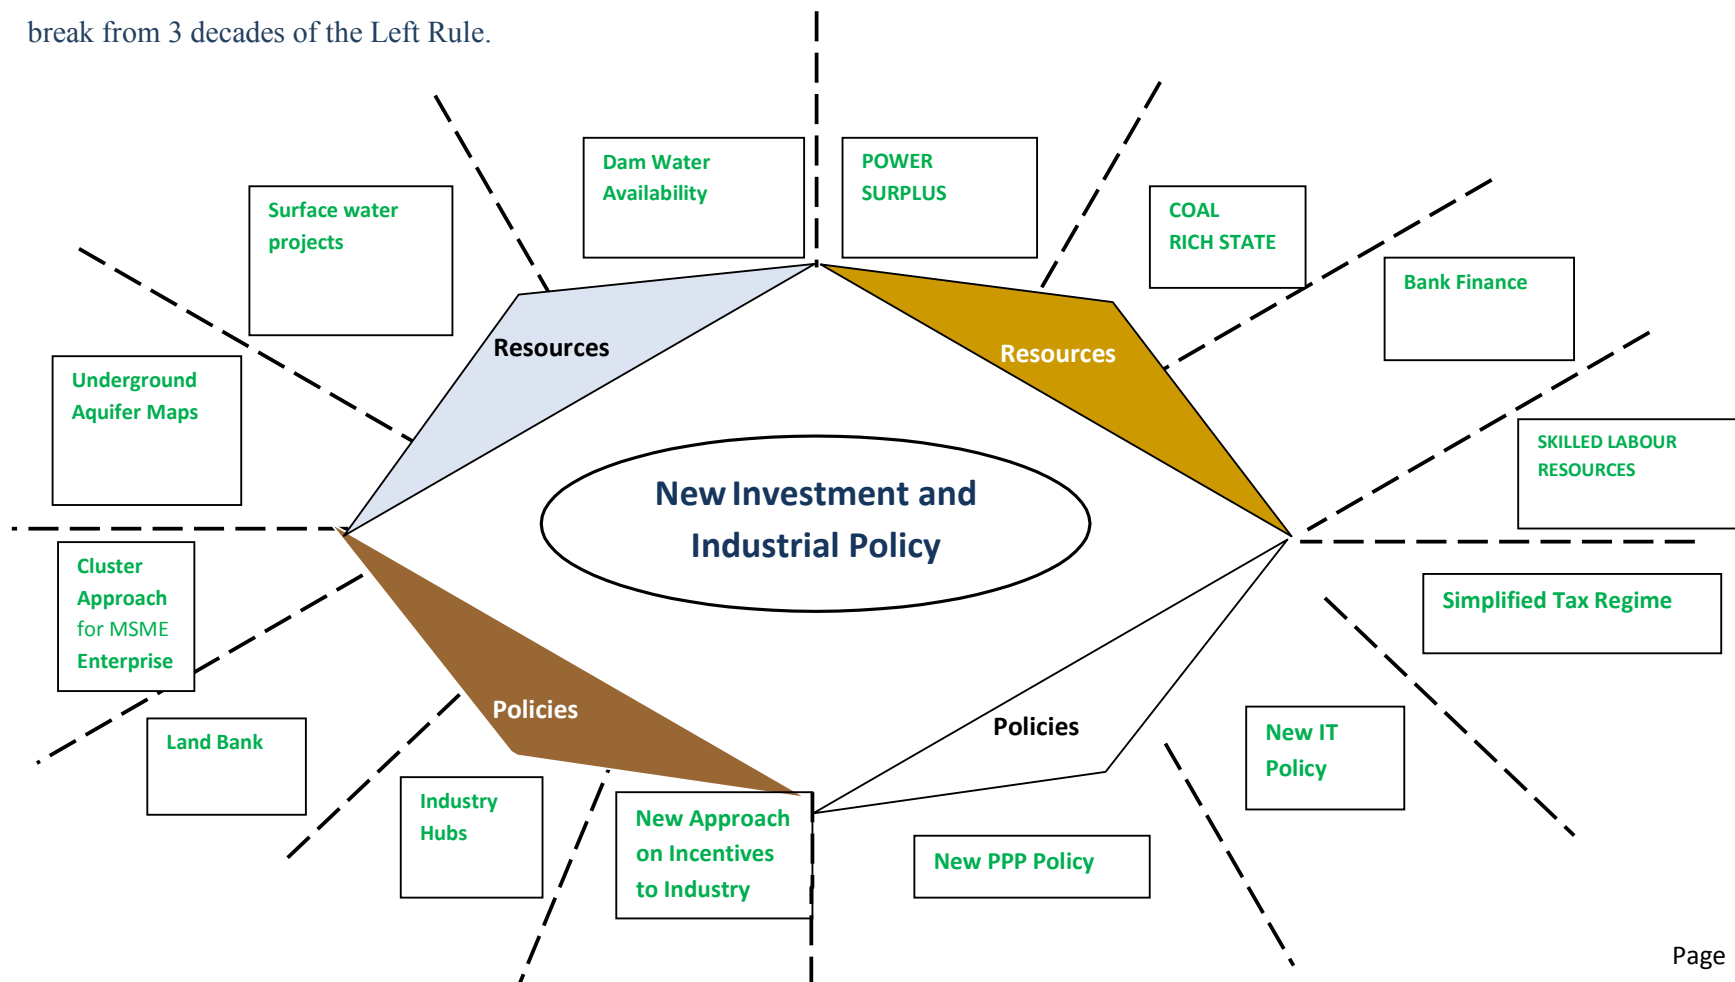 break from 3 decades of the Left Rule.
Dam Water
Availability
POWER
SURPLUS
Surface water
projects
COAL
RICH STATE
Bank Finance
Resources
Resources
Underground
Aquifer Maps
SKILLED LABOUR
RESOURCES
New Investment and
Industrial Policy
Cluster
Approach
for MSME
Enterprise
Simplified Tax Regime
Policies
Policies
Land Bank
New IT
Policy
Industry
Hubs
New Approach
on Incentives
to Industry
New PPP Policy
Page